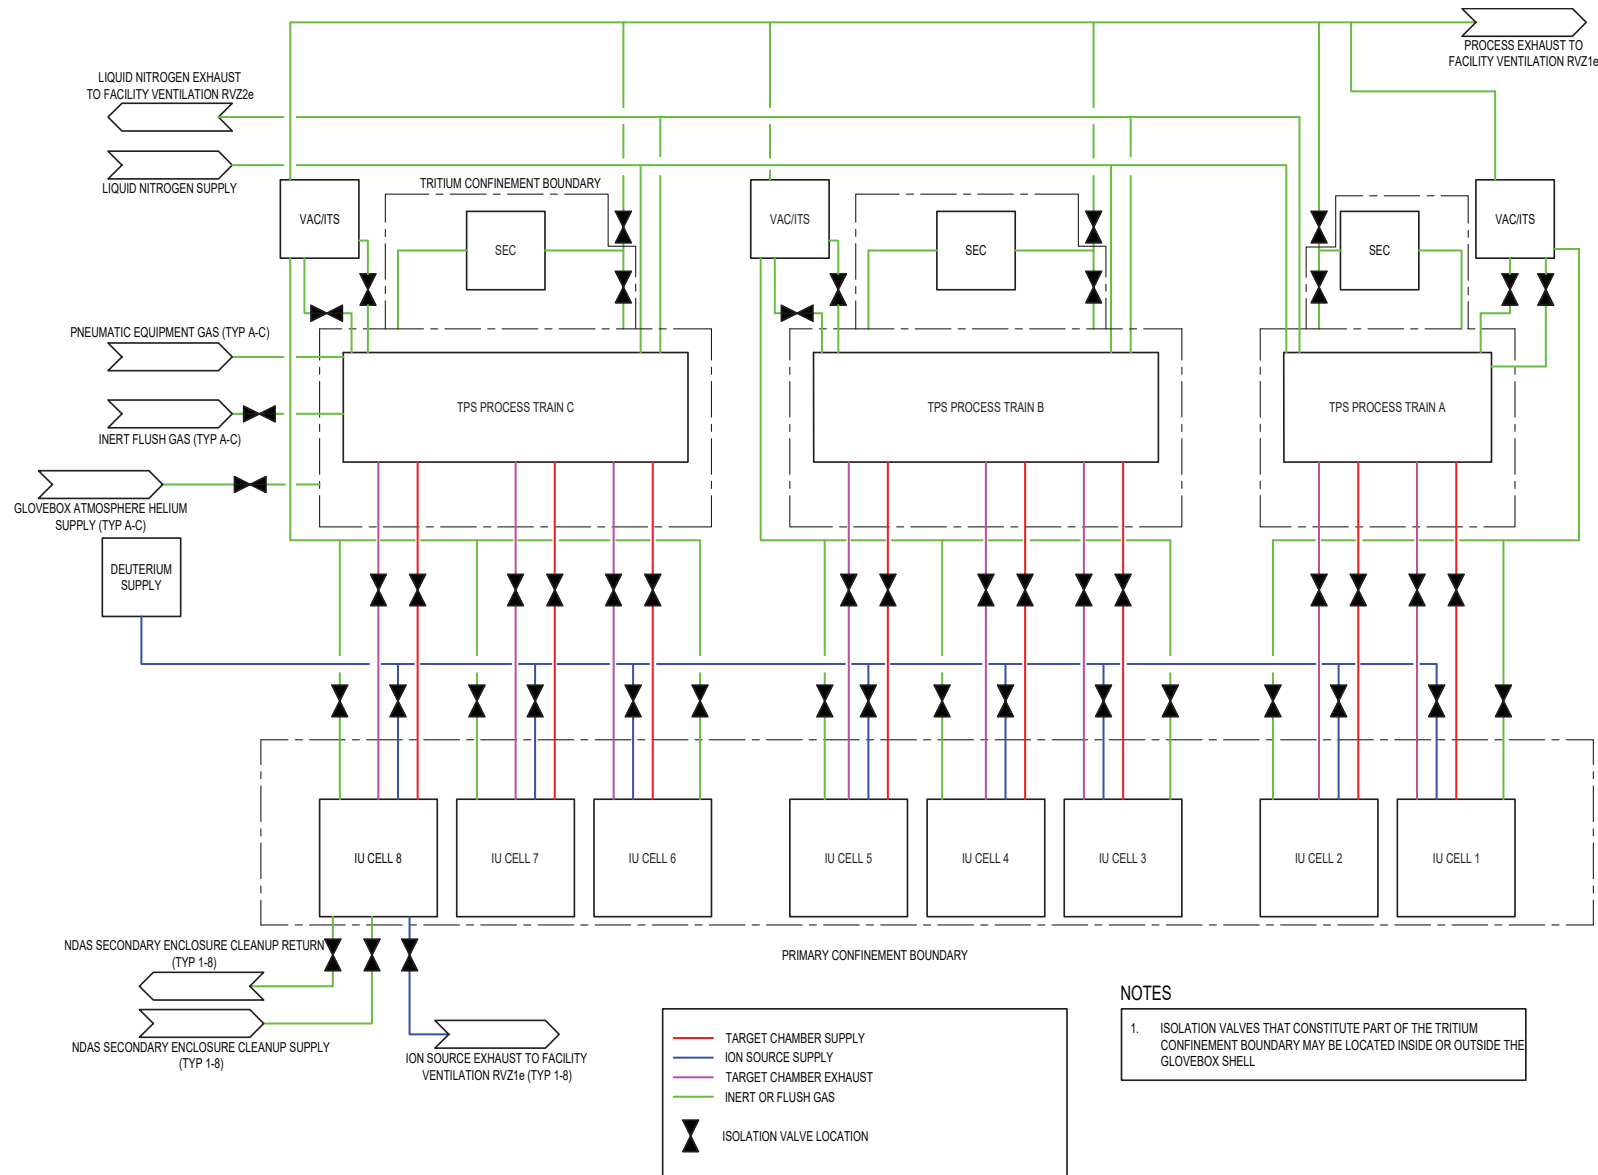 PROCESS EXHAUST TO
FACILITY VENTILATION RVZ1e
LIQUID NITROGEN EXHAUST
TO FACILITY VENTILATION RVZ2e
LIQUID NITROGEN SUPPLY
TRITIUM CONFINEMENT BOUNDARY
VAC/ITS
SEC
VAC/ITS
SEC
SEC
VAC/ITS
PNEUMATIC EQUIPMENT GAS (TYP A-C)
TPS PROCESS TRAIN C
TPS PROCESS TRAIN B
TPS PROCESS TRAIN A
INERT FLUSH GAS (TYP A-C)
GLOVEBOX ATMOSPHERE HELIUM
SUPPLY (TYP A-C)
DEUTERIUM
SUPPLY
IU CELL 8
IU CELL 7
IU CELL 6
IU CELL 5
IU CELL 4
IU CELL 3
IU CELL 2
IU CELL 1
NDAS SECONDARY ENCLOSURE CLEANUP RETURN
(TYP 1-8)
PRIMARY CONFINEMENT BOUNDARY
NDAS SECONDARY ENCLOSURE CLEANUP SUPPLY
(TYP 1-8)
ION SOURCE EXHAUST TO FACILITY
VENTILATION RVZ1e (TYP 1-8)
TARGET CHAMBER SUPPLY
ION SOURCE SUPPLY
TARGET CHAMBER EXHAUST
INERT OR FLUSH GAS
ISOLATION VALVE LOCATION
NOTES
1. ISOLATION VALVES THAT CONSTITUTE PART OF THE TRITIUM
CONFINEMENT BOUNDARY MAY BE LOCATED INSIDE OR OUTSIDE THE
GLOVEBOX SHELL